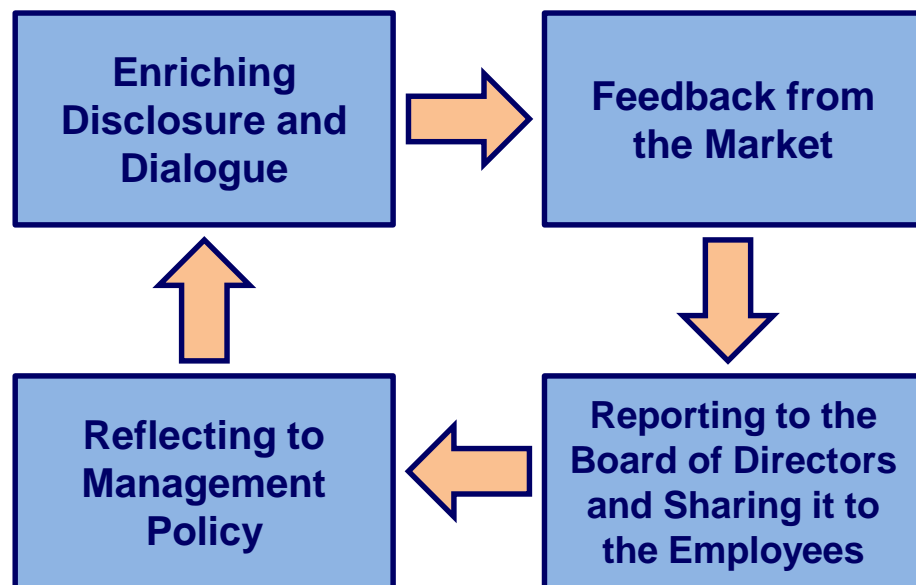 Enriching
Disclosure and
Dialogue
Feedback from
the Market
Reflecting to
Management
Policy
Reporting to the
Board of Directors
and Sharing it to
the Employees